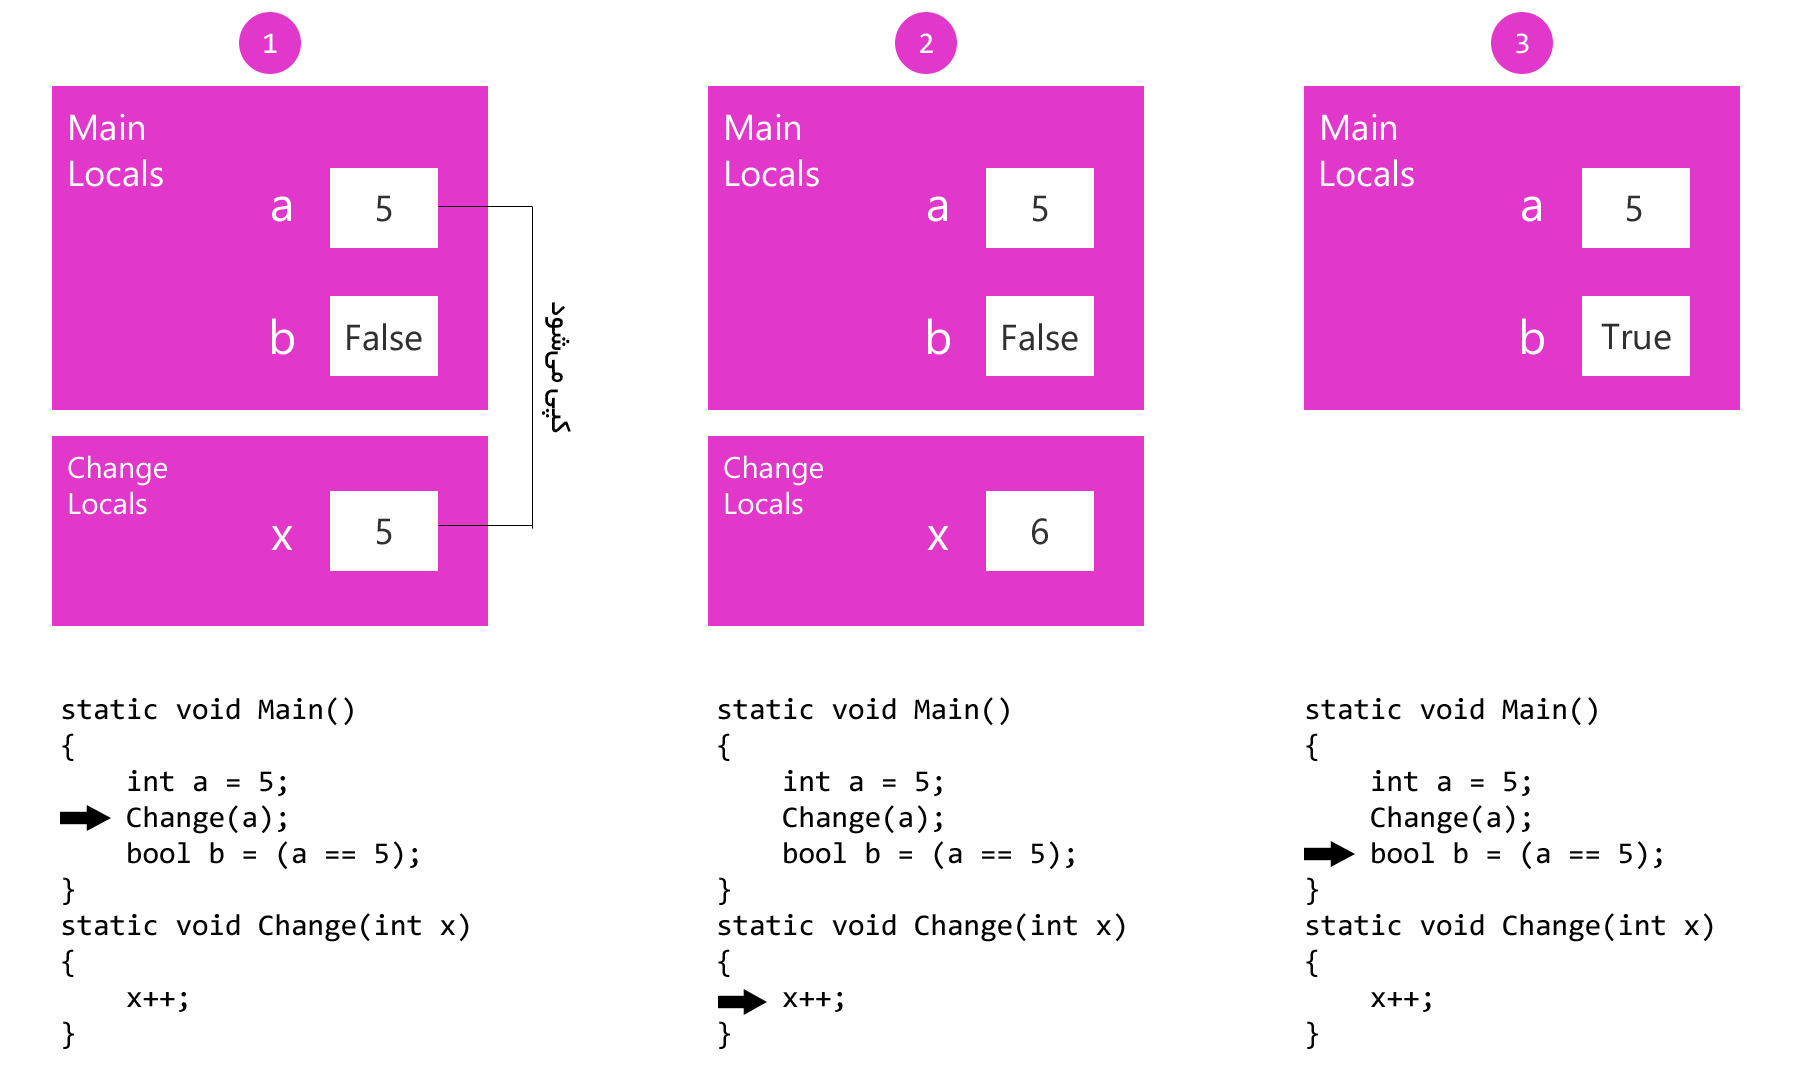 1
Main
Locals
a
5
b
False
کپی می‌شود
Change
Locals
x
5
static void Main()
{
    int a = 5;
    Change(a);
    bool b = (a == 5);
}
static void Change(int x)
{
    x++;
}
2
Main
Locals
a
5
b
False
Change
Locals
x
6
static void Main()
{
    int a = 5;
    Change(a);
    bool b = (a == 5);
}
static void Change(int x)
{
    x++;
}
3
Main
Locals
a
5
b
True
static void Main()
{
    int a = 5;
    Change(a);
    bool b = (a == 5);
}
static void Change(int x)
{
    x++;
}